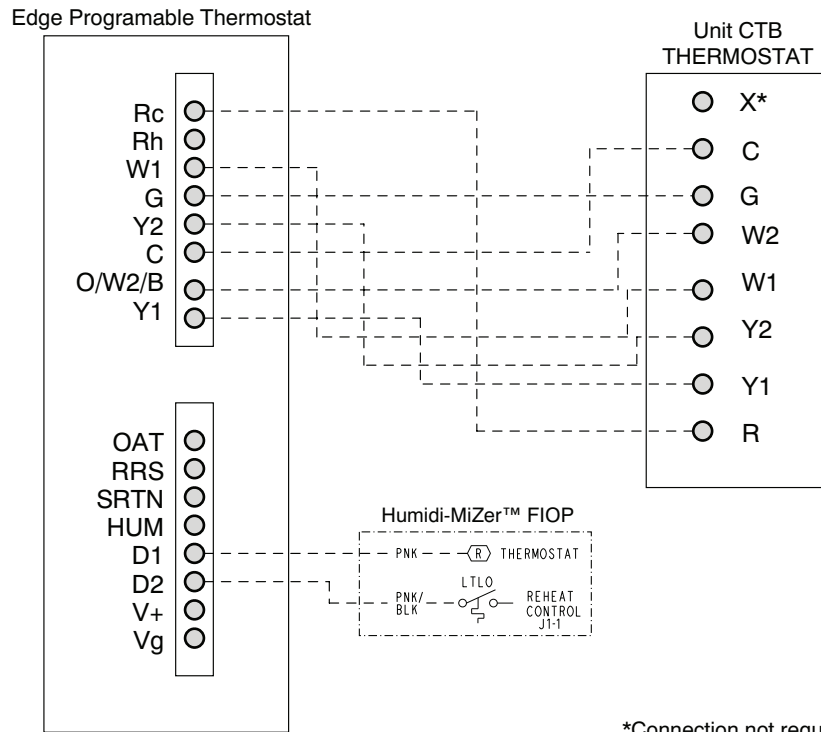 Edge Programable Thermostat
Rc
Rh
W1
G
Y2
C
O/W2/B
Y1
OAT
RRS
SRTN
HUM
D1
D2
V+
Vg
Unit CTB
THERMOSTAT
X*
C
G
W2
W1
Y2
Y1
R
Humidi-MiZer™ FIOP
PNK R THERMOSTAT
LTLO
PNK/
BLK
REHEAT
CONTROL
J1-1
*Connection not